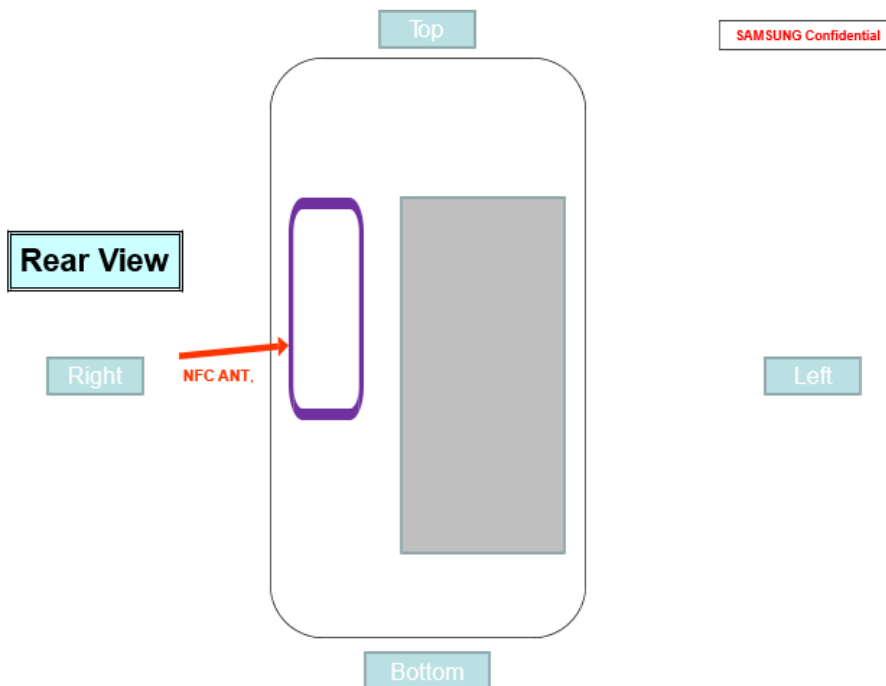 Top
SAMSUNG Confidential
Rear View
Right
NFC ANT.
Left
Bottom